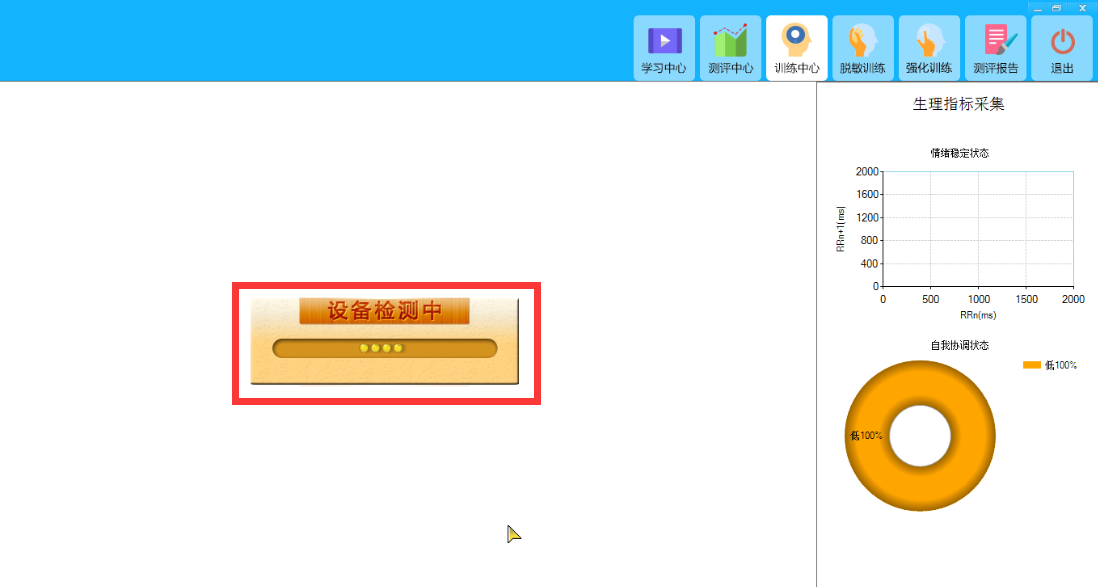 学习中心
测评中心
训练中心
脱敏训练
强化训练
测评报告
退出
生理指标采集
情绪稳定状态
2000
1600
1200
800
400
0
RRn+1(ms)
0 500 1000 1500 2000
RRn(ms)
设备检测中
自我协调状态
低100%
低100%